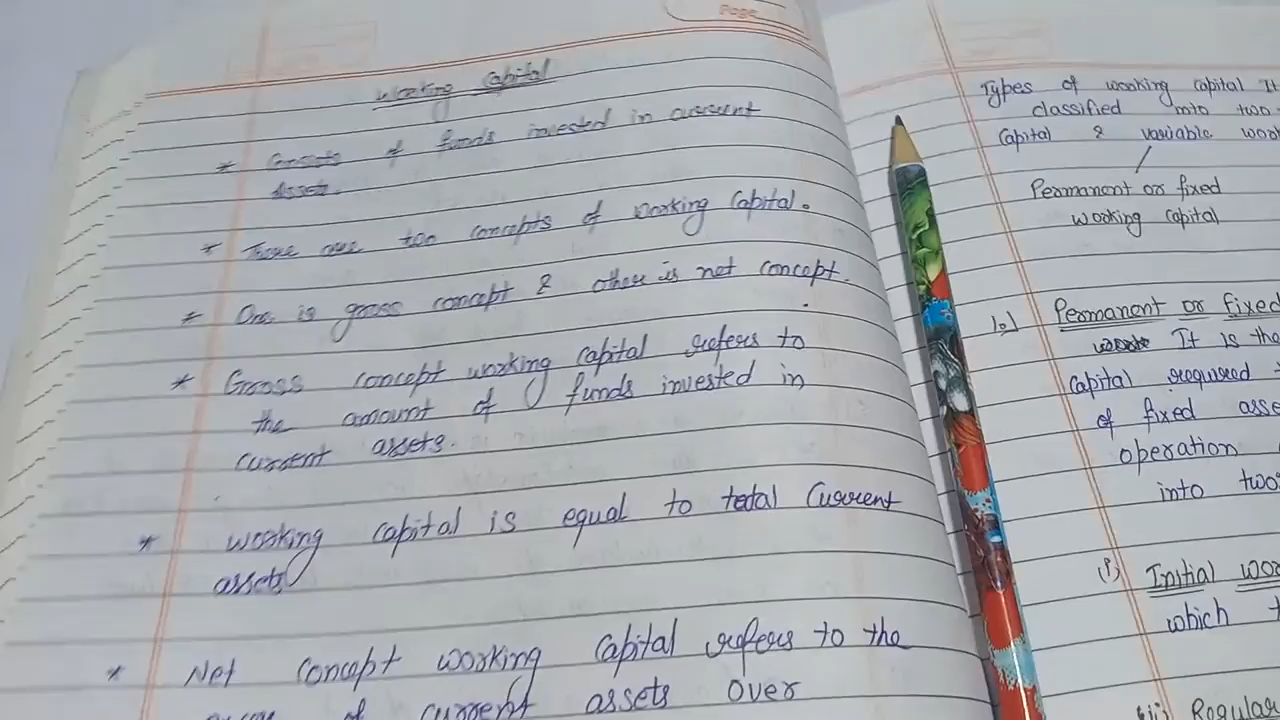 Page
Working Capital
* Consists of funds invested in current
Assets.
* There are two concepts of working Capital.
* One is gross concept & other is net concept.
* Gross concept working capital refers to
the amount of funds invested in
current assets.
* working capital is equal to total Current
assets
* Net concept working Capital refers to the
of current assets over
Types of working capital It
classified into two
Capital & variable
Permanent or fixed
working capital
1.) Permanent or fixed
It is the
Capital required
of fixed
operation
into two
(i) Initial
which
(ii) Regular